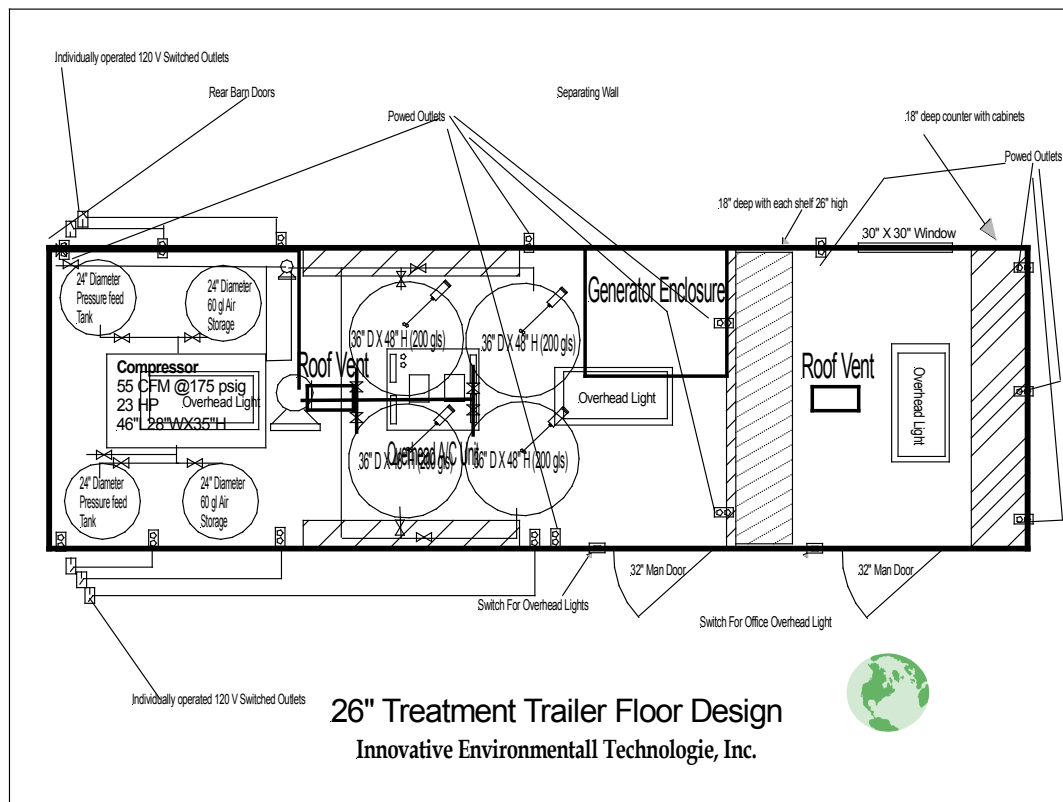 Individually operated 120 V Switched Outlets
Rear Barn Doors
Separating Wall
Powed Outlets
18" deep counter with cabinets
Powed Outlets
18" deep with each shelf 26" high
30" X 30" Window
24" Diameter
Pressure feed
Tank
24" Diameter
60 gl Air
Storage
Generator Enclosure
36" D X 48" H (200 gls)
36" D X 48" H (200 gls)
Roof Vent
Compressor
55 CFM @175 psig
23 HP
46", 28"WX35"H
Overhead Light
Overhead Light
Roof Vent
Overhead Light
Overhead A/C Unit
36" D X 48" H (200 gls)
36" D X 48" H (200 gls)
24" Diameter
Pressure feed
Tank
24" Diameter
60 gl Air
Storage
32" Man Door
32" Man Door
Switch For Overhead Lights
Switch For Office Overhead Light
Individually operated 120 V Switched Outlets
26" Treatment Trailer Floor Design
Innovative Environmentall Technologie, Inc.